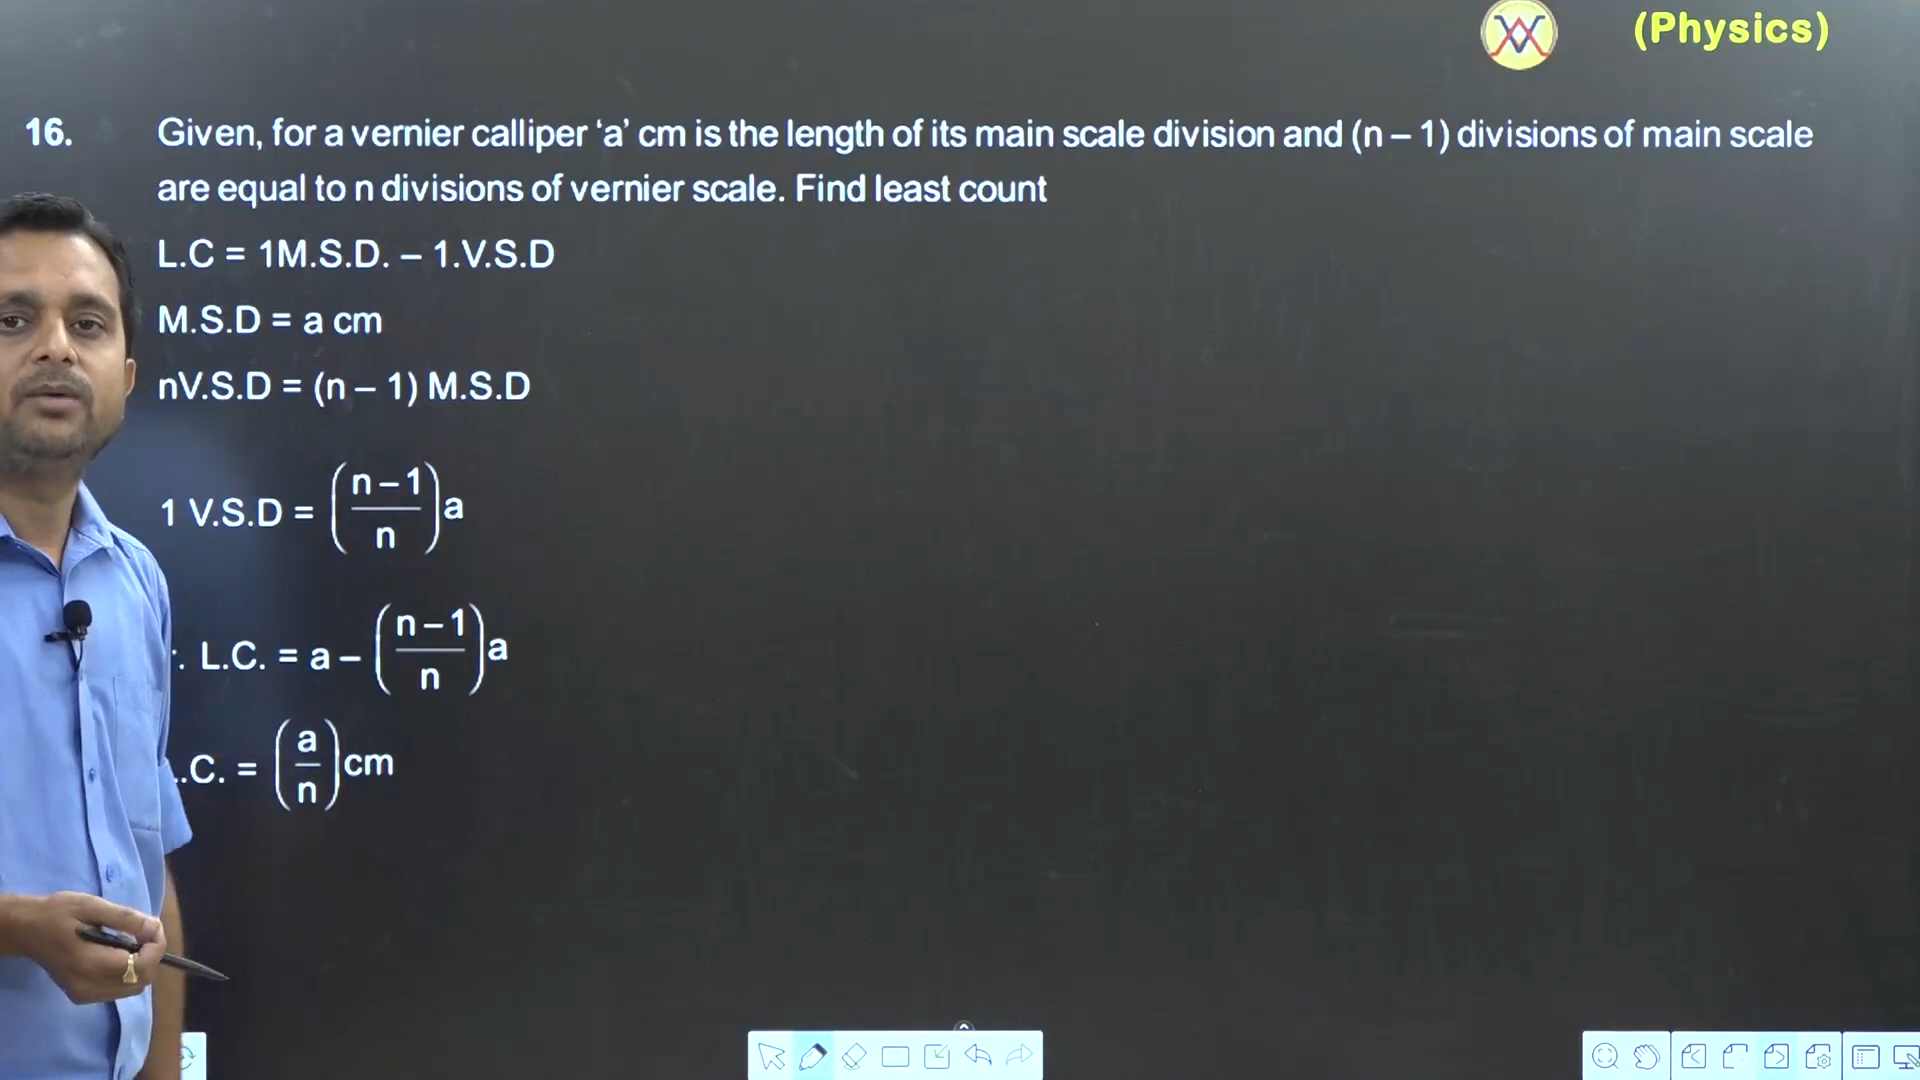 (Physics)
16. Given, for a vernier calliper ‘a’ cm is the length of its main scale division and (n – 1) divisions of main scale
are equal to n divisions of vernier scale. Find least count
L.C = 1M.S.D. – 1.V.S.D
M.S.D = a cm
nV.S.D = (n – 1) M.S.D
1 V.S.D = ((n – 1)/n) a
∴ L.C. = a – ((n – 1)/n) a
.C. = (a/n) cm